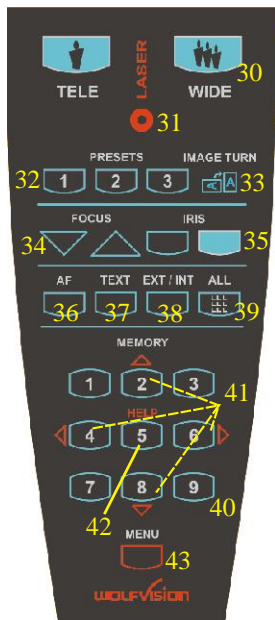 LASER
TELE WIDE 30
31
PRESETS IMAGE TURN
32 1 2 3 A A 33
FOCUS IRIS
34 35
AF TEXT EXT / INT ALL
36 37 38 39
MEMORY
1 2 3 41
HELP
4 5 6
7 8 9 40
42
MENU
43
WOLFVISION